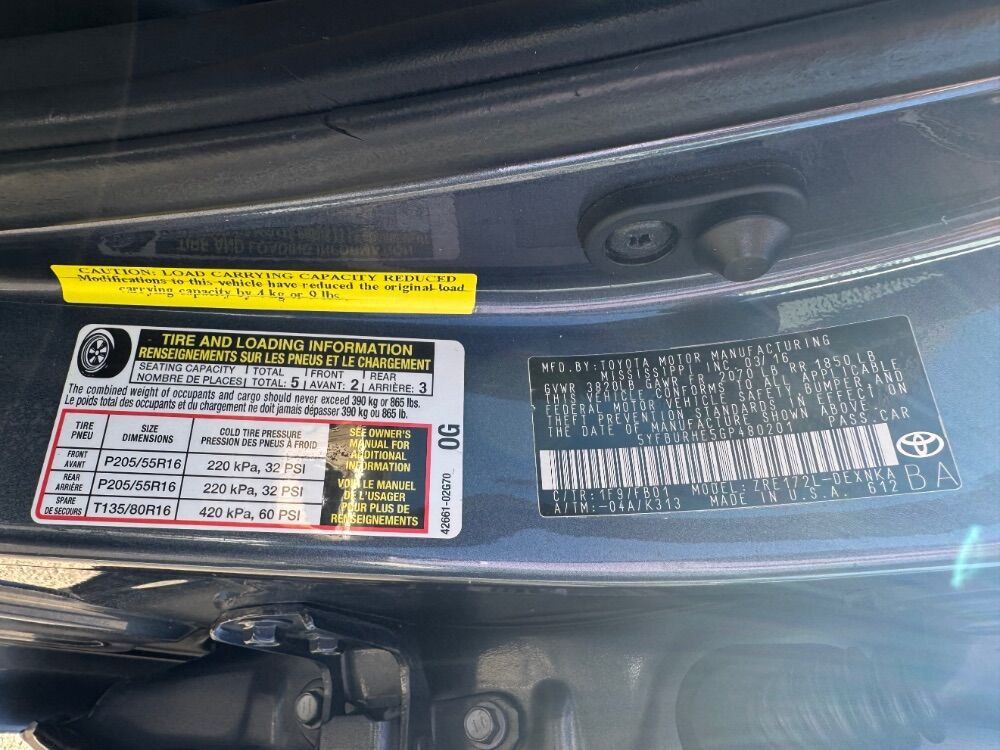 CAUTION: LOAD CARRYING CAPACITY REDUCED
Modifications to this vehicle have reduced the original load
carrying capacity by 4 kg or 9 lbs
TIRE AND LOADING INFORMATION
RENSEIGNEMENTS SUR LES PNEUS ET LE CHARGEMENT
SEATING CAPACITY TOTAL FRONT REAR
NOMBRE DE PLACES TOTAL: 5 AVANT: 2 ARRIÈRE: 3
The combined weight of occupants and cargo should never exceed 390 kg or 865 lb.
Le poids total des occupants et du chargement ne doit jamais dépasser 390 kg ou 865 lb.
TIRE SIZE COLD TIRE PRESSURE
PNEU DIMENSIONS PRESSION DES PNEUS À FROID
FRONT AVANT P205/55R16 220 kPa, 32 PSI
REAR ARRIÈRE P205/55R16 220 kPa, 32 PSI
SPARE DE SECOURS T135/80R16 420 kPa, 60 PSI
SEE OWNER'S
MANUAL FOR
ADDITIONAL
INFORMATION
VOIR LE MANUEL
DE L'USAGER
POUR PLUS DE
RENSEIGNEMENTS
0G
42661-02G70
MFD.BY:TOYOTA MOTOR MANUFACTURING
MISSISSIPPI, INC. 03/16
GVWR 3820LB GAWR FR 2070LB RR 1850LB
THIS VEHICLE CONFORMS TO ALL APPLICABLE
FEDERAL MOTOR VEHICLE SAFETY, BUMPER, AND
THEFT PREVENTION STANDARDS IN EFFECT ON
THE DATE OF MANUFACTURE SHOWN ABOVE.
5YFBURHE5GP480201 PASS.CAR
C/TR:1F9/FB01 MODEL:ZRE172L-DEXNKA
A/TM:-04A/K313 MADE IN U.S.A. 612
BA